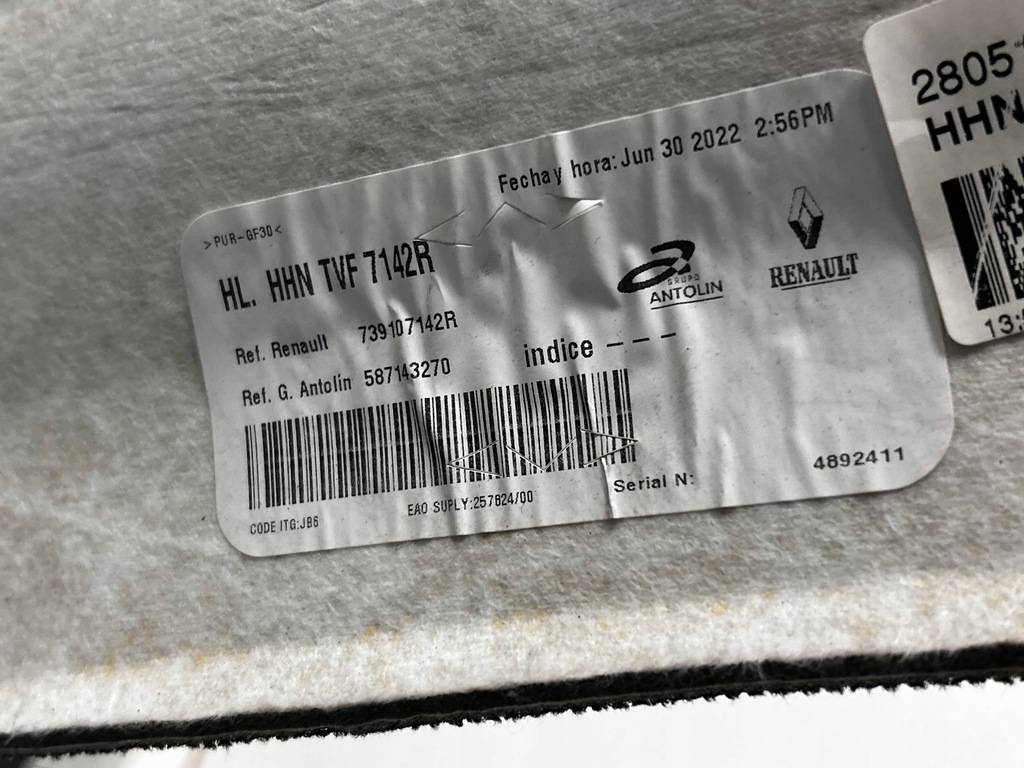 Fecha y hora: Jun 30 2022 2:56PM
>PUR-GF30<
HL. HHN TVF 7142R
GRUPO
ANTOLIN
RENAULT
Ref. Renault 739107142R
Ref. G. Antolín 587143270
indice - - -
CODE ITG:JB6
EAO SUPLY:257824/00
Serial N:
4892411
2805
HHN